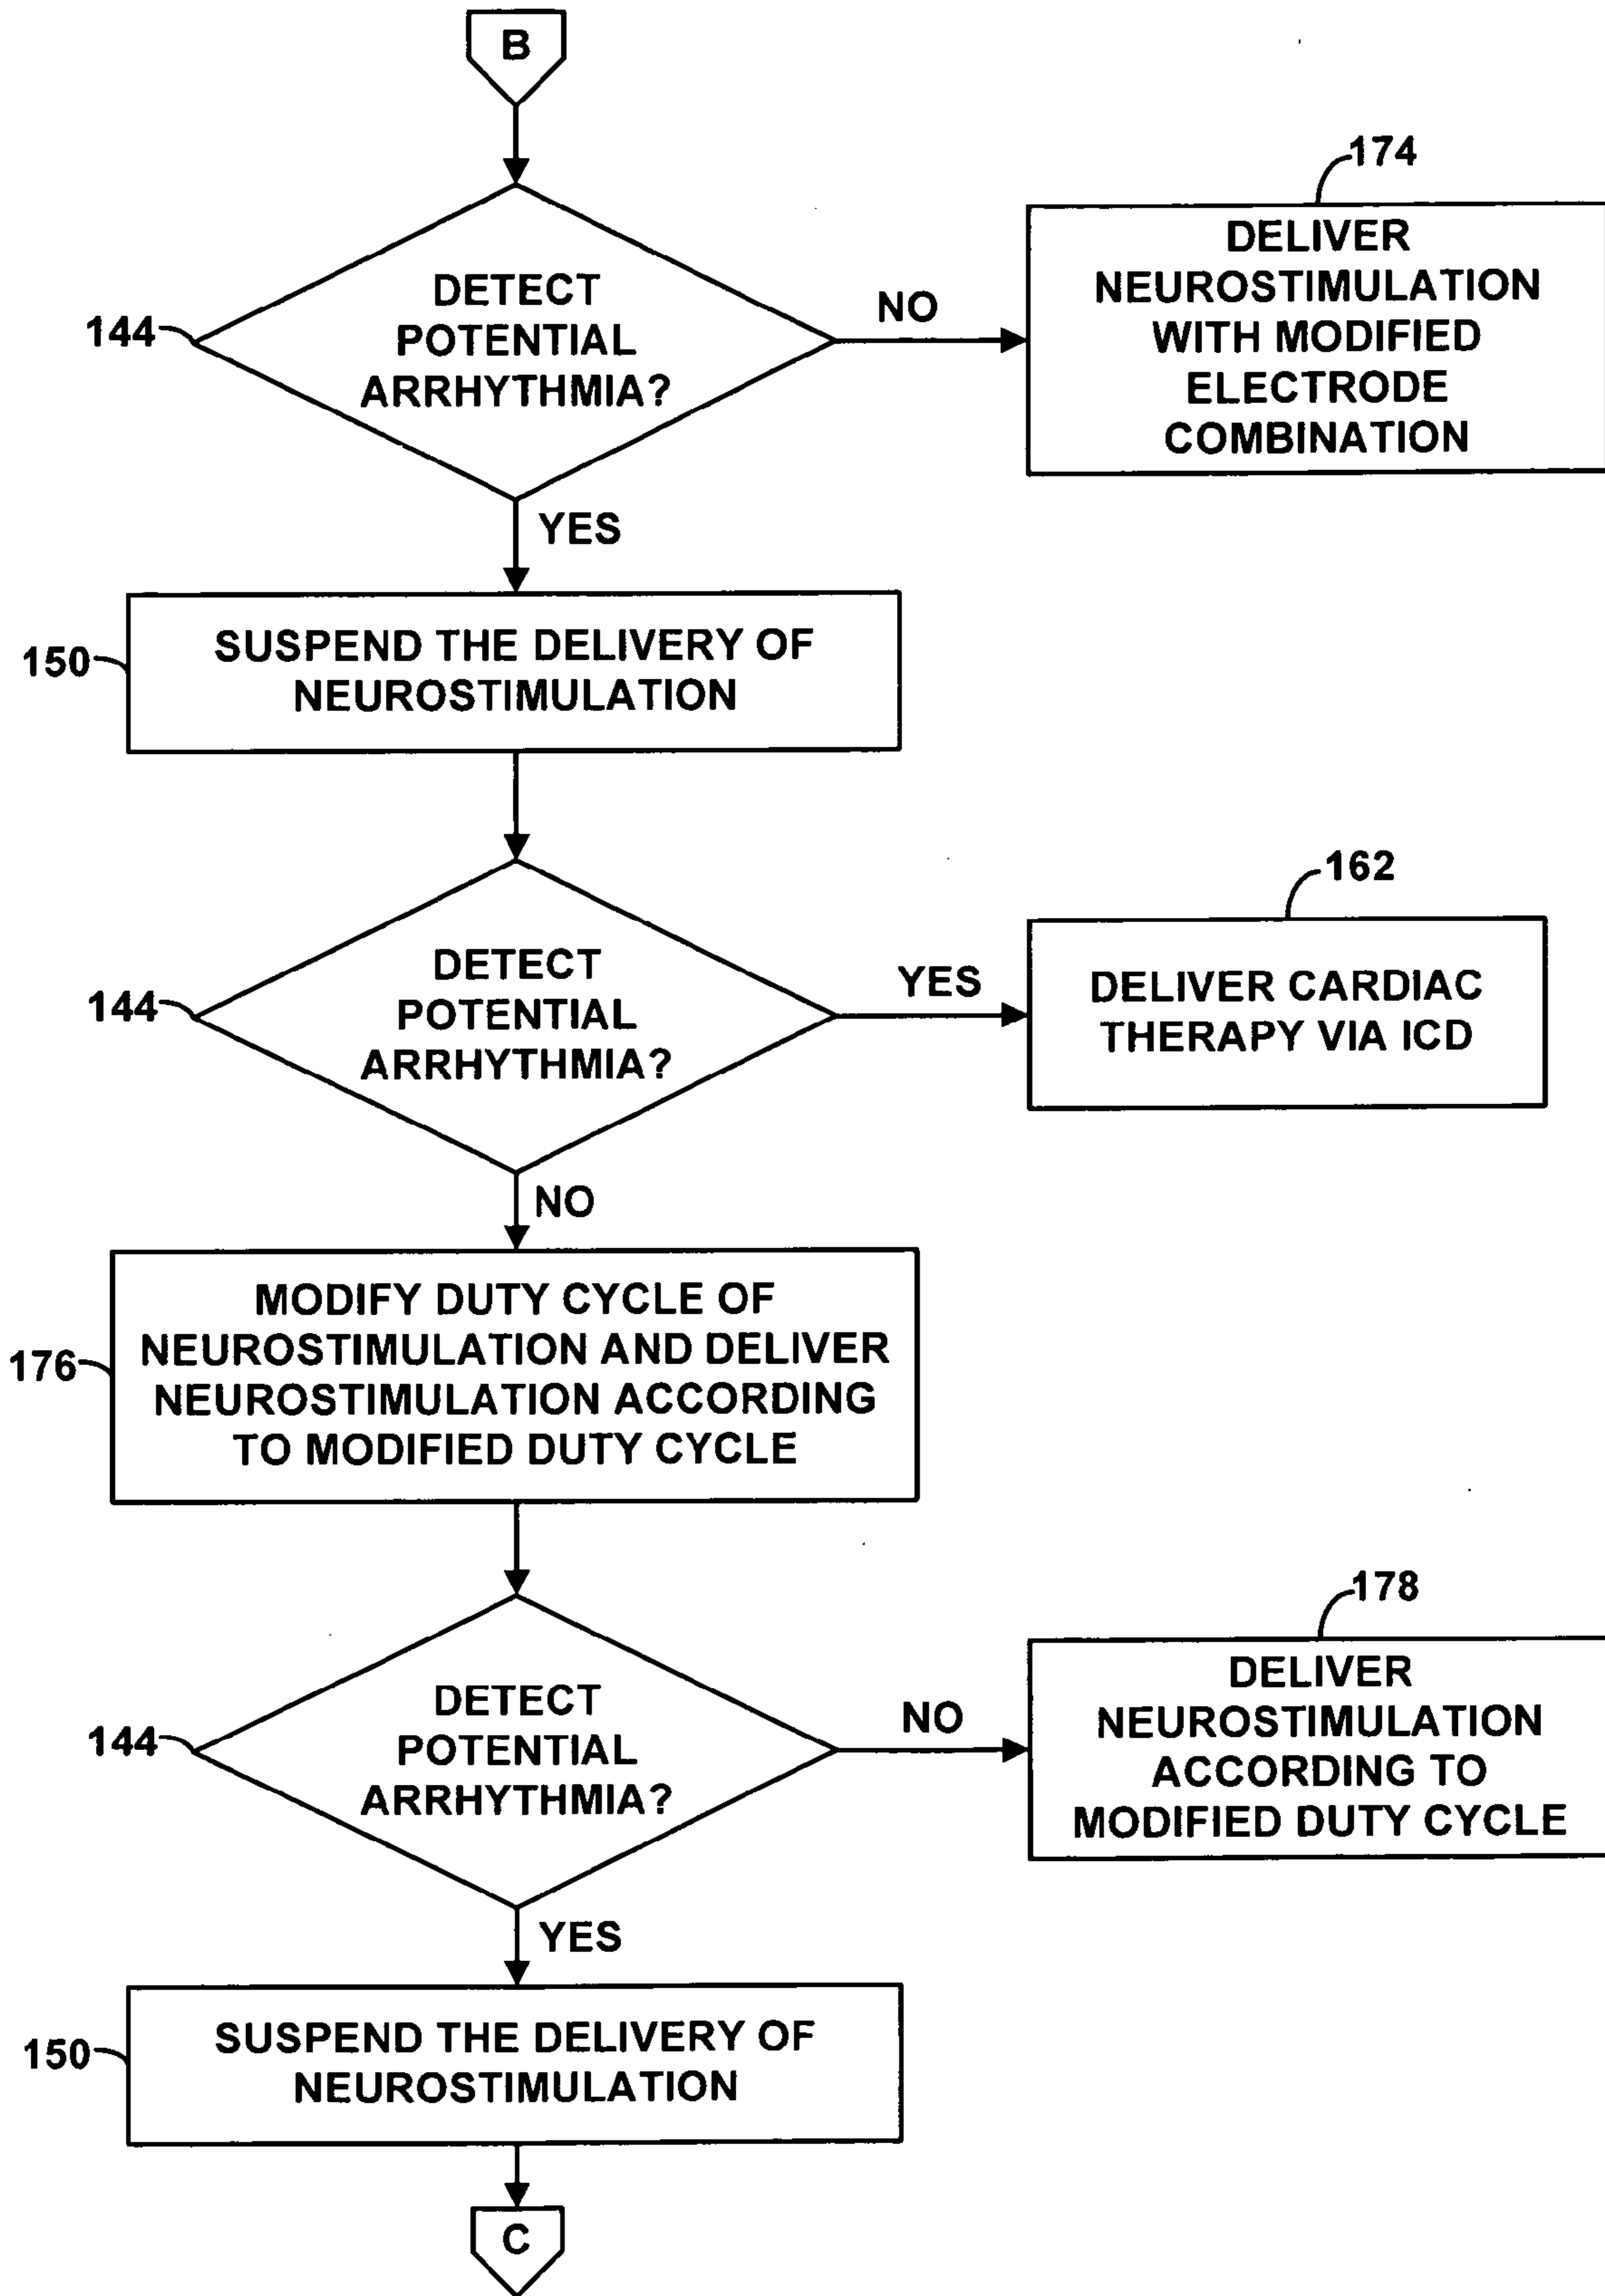 B
174
DELIVER
NEUROSTIMULATION
WITH MODIFIED
ELECTRODE
COMBINATION
NO
DETECT
POTENTIAL
ARRHYTHMIA?
144
YES
150
SUSPEND THE DELIVERY OF
NEUROSTIMULATION
162
DELIVER CARDIAC
THERAPY VIA ICD
YES
DETECT
POTENTIAL
ARRHYTHMIA?
144
NO
176
MODIFY DUTY CYCLE OF
NEUROSTIMULATION AND DELIVER
NEUROSTIMULATION ACCORDING
TO MODIFIED DUTY CYCLE
178
DELIVER
NEUROSTIMULATION
ACCORDING TO
MODIFIED DUTY CYCLE
NO
DETECT
POTENTIAL
ARRHYTHMIA?
144
YES
150
SUSPEND THE DELIVERY OF
NEUROSTIMULATION
C